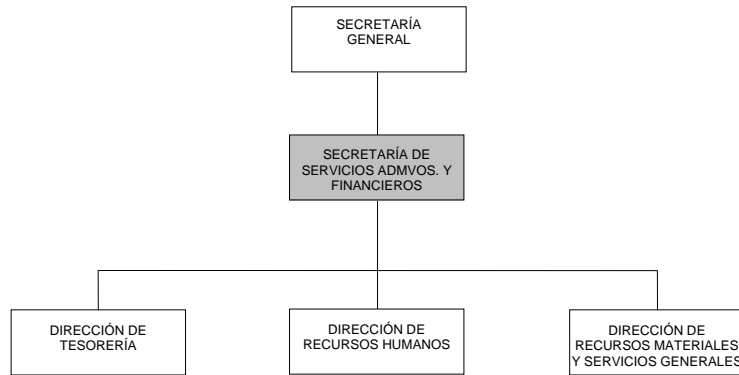 SECRETARÍA
GENERAL
SECRETARÍA DE
SERVICIOS ADMVOS. Y
FINANCIEROS
DIRECCIÓN DE
TESORERÍA
DIRECCIÓN DE
RECURSOS HUMANOS
DIRECCIÓN DE
RECURSOS MATERIALES
Y SERVICIOS GENERALES